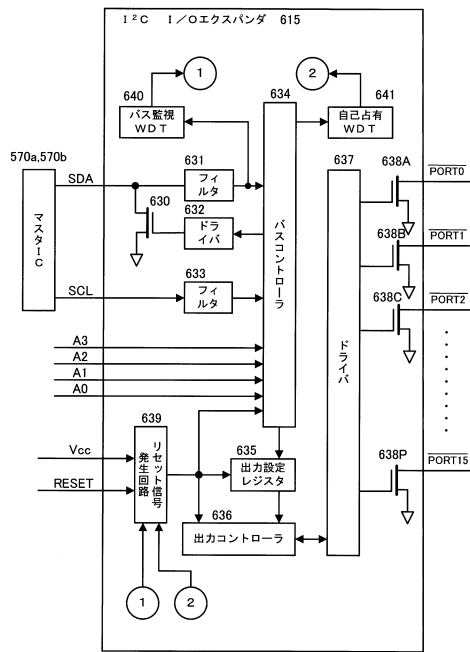 I²C I/Oエクスパンダ 615
1
2
640
バス監視
WDT
634
641
自己占有
WDT
570a,570b
SDA
631
フィルタ
637
638A
PORT0
630
632
ドライバ
638B
PORT1
マスタIC
バスコントローラ
SCL
633
フィルタ
638C
PORT2
ドライバ
A3
A2
A1
A0
639
リセット信号
発生回路
Vcc
RESET
635
出力設定
レジスタ
638P
PORT15
636
出力コントローラ
1
2